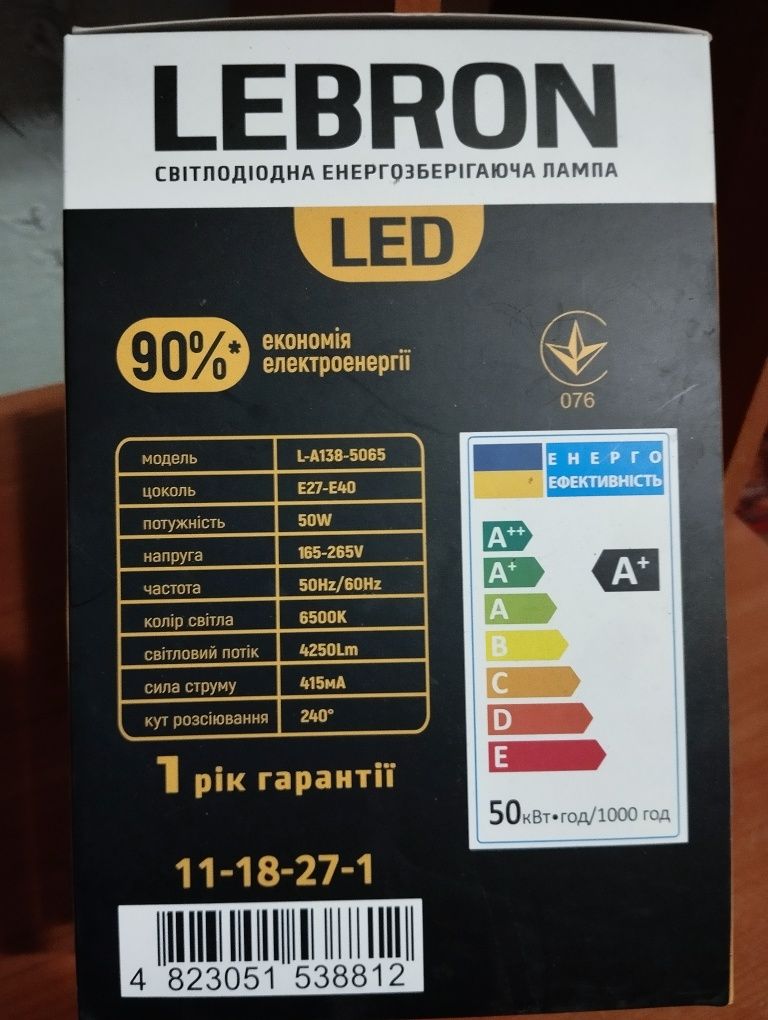 LEBRON
СВІТЛОДІОДНА ЕНЕРГОЗБЕРІГАЮЧА ЛАМПА
LED
90%*
економія
електроенергії
076
модель L-A138-5065
цоколь E27-E40
потужність 50W
напруга 165-265V
частота 50Hz/60Hz
колір світла 6500K
світловий потік 4250Lm
сила струму 415мА
кут розсіювання 240°
1 рік гарантії
11-18-27-1
4 823051 538812
ЕНЕРГО
ЕФЕКТИВНІСТЬ
A++
A+
A+
A
B
C
D
E
50кВт•год/1000 год